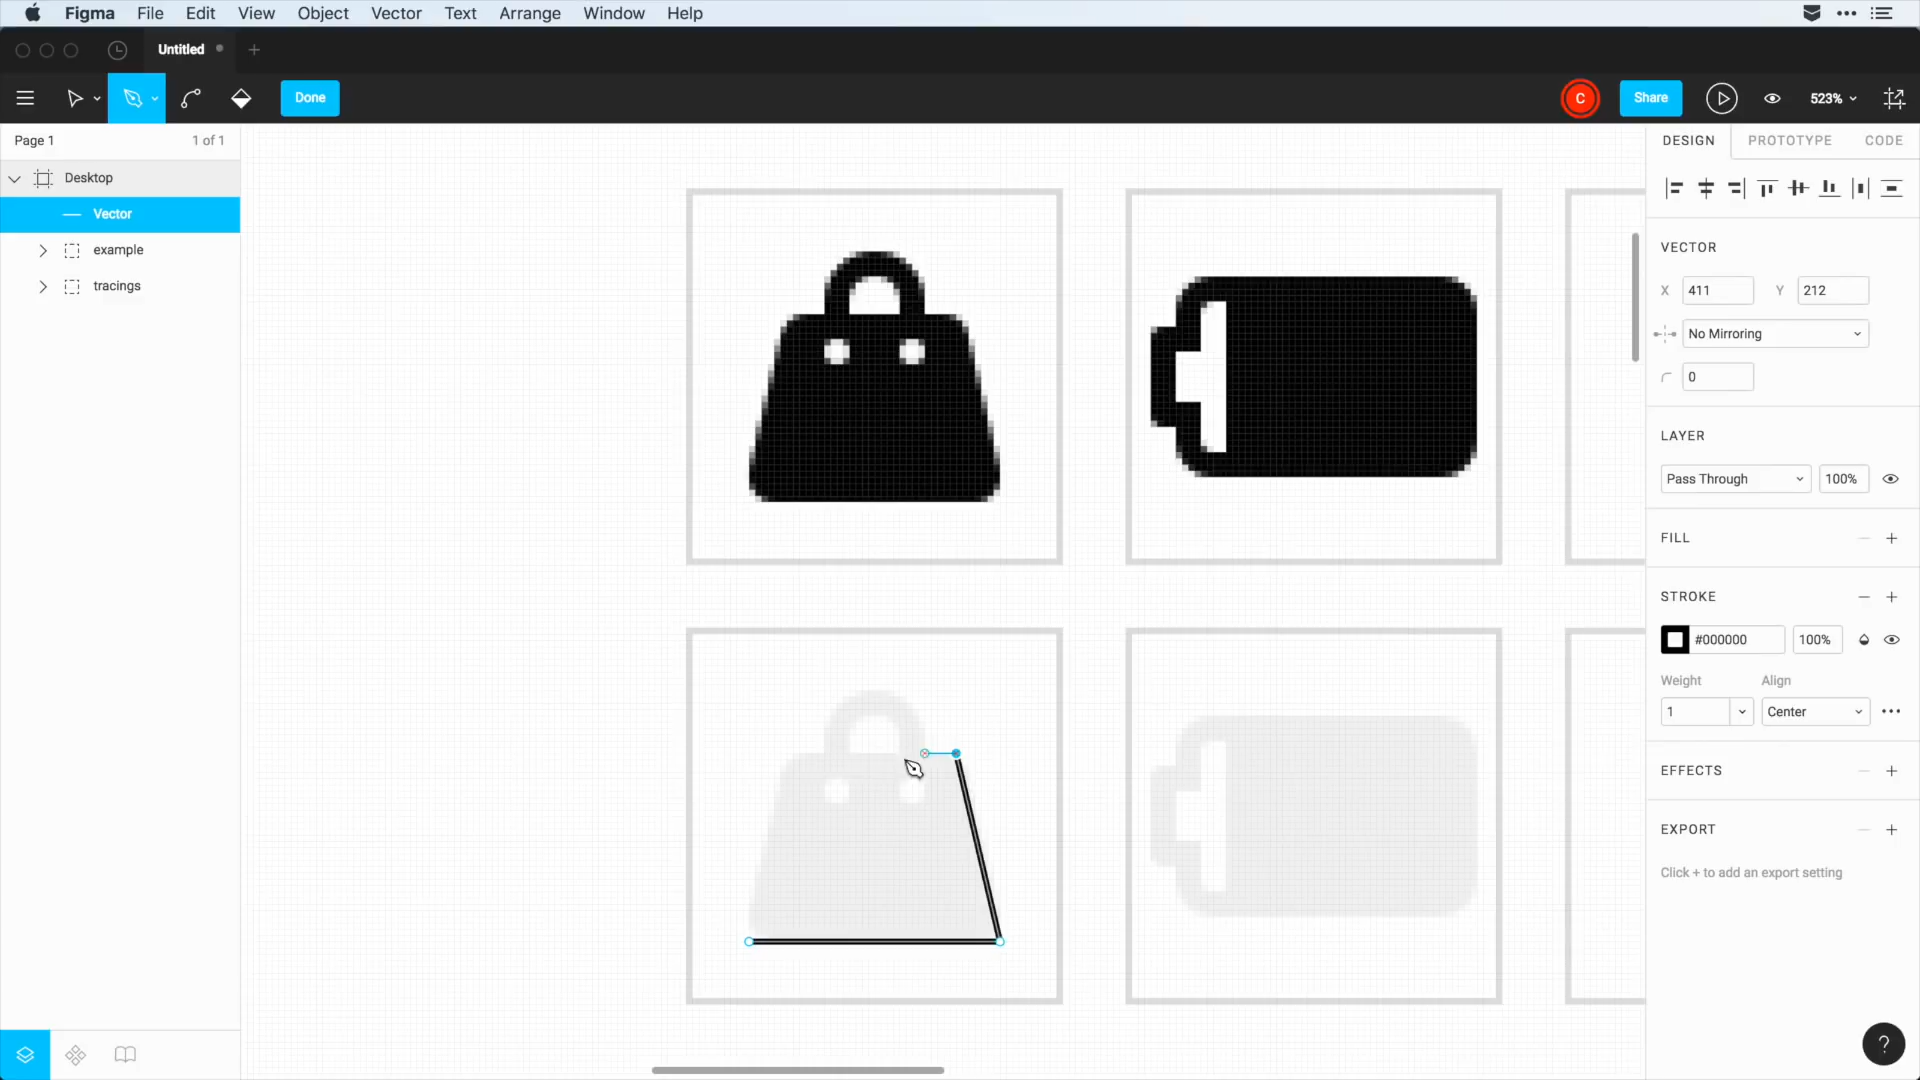 Figma File Edit View Object Vector Text Arrange Window Help
Untitled
Done
C
Share
523%
Page 1 1 of 1
DESIGN PROTOTYPE CODE
Desktop
Vector
example
tracings
VECTOR
X 411 Y 212
No Mirroring
0
LAYER
Pass Through 100%
FILL
STROKE
#000000 100%
Weight Align
1 Center
EFFECTS
EXPORT
Click + to add an export setting
?